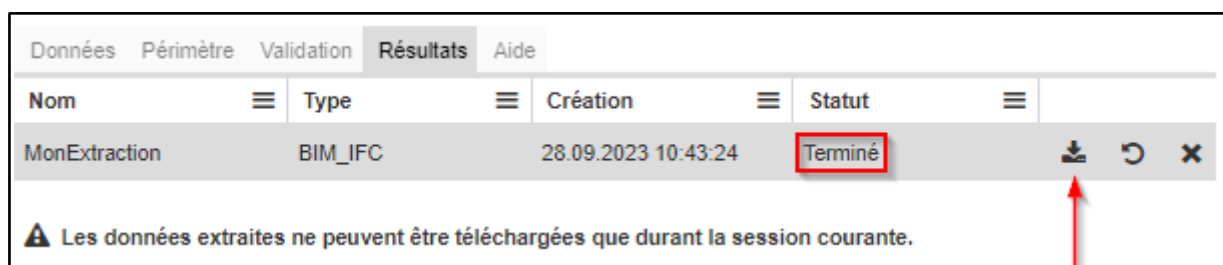 Données Périmètre Validation Résultats Aide
Nom Type Création Statut
MonExtraction BIM_IFC 28.09.2023 10:43:24 Terminé
Les données extraites ne peuvent être téléchargées que durant la session courante.